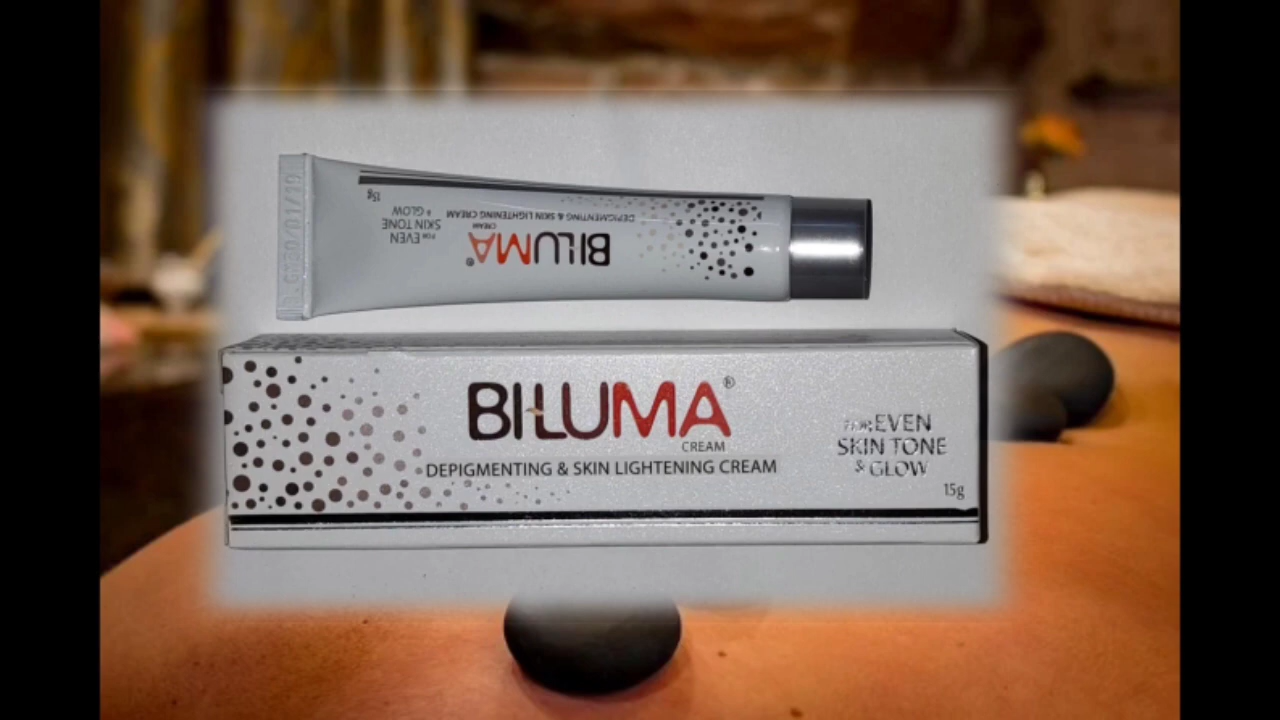 15g
FOR EVEN
SKIN TONE
& GLOW
DEPIGMENTING & SKIN LIGHTENING CREAM
CREAM
BILUMA®
BILUMA®
CREAM
DEPIGMENTING & SKIN LIGHTENING CREAM
FOR EVEN
SKIN TONE
& GLOW
15g